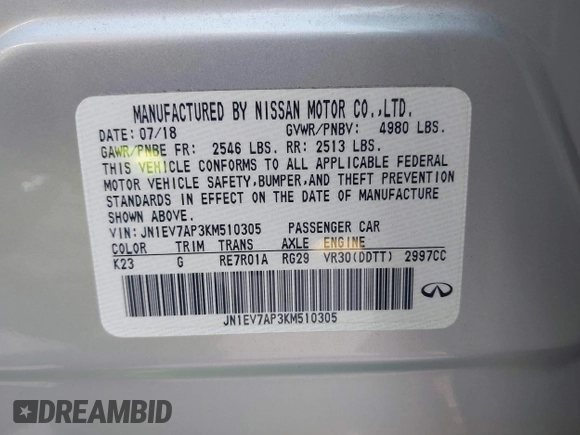 MANUFACTURED BY NISSAN MOTOR CO.,LTD.
DATE: 07/18 GVWR/PNBV: 4980 LBS.
GAWR/PNBE FR: 2546 LBS. RR: 2513 LBS.
THIS VEHICLE CONFORMS TO ALL APPLICABLE FEDERAL
MOTOR VEHICLE SAFETY,BUMPER,AND THEFT PREVENTION
STANDARDS IN EFFECT ON THE DATE OF MANUFACTURE
SHOWN ABOVE.
VIN: JN1EV7AP3KM510305 PASSENGER CAR
COLOR TRIM TRANS AXLE ENGINE
K23 G RE7R01A RG29 VR30(DDTT) 2997CC
JN1EV7AP3KM510305
DREAMBID